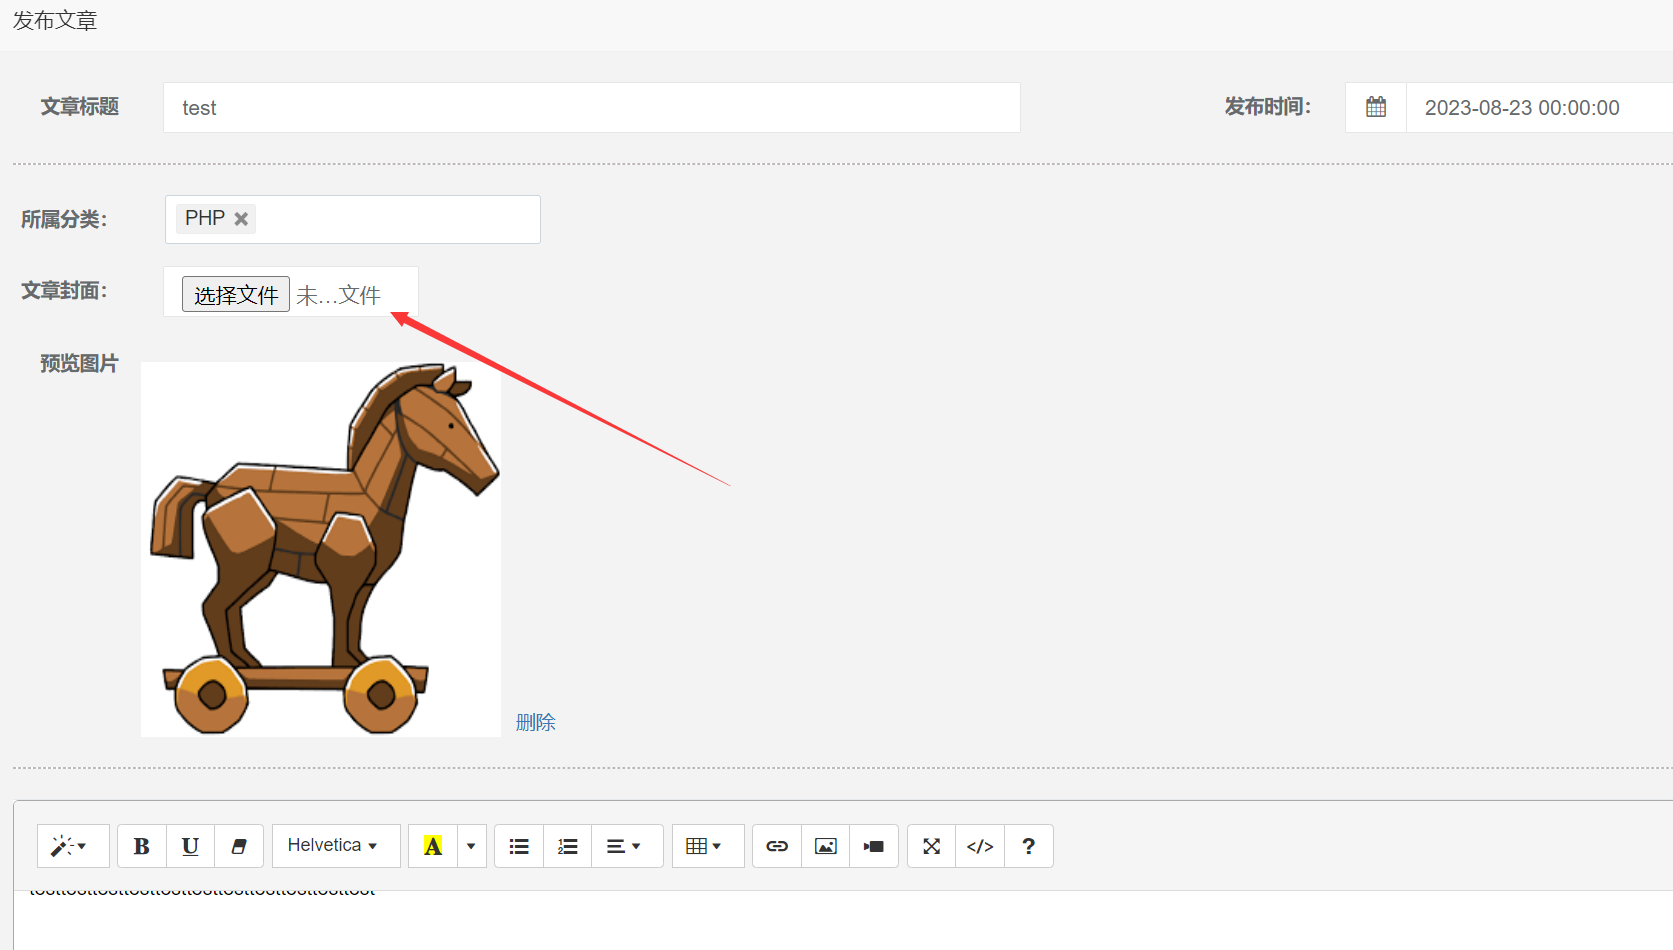 发布文章
文章标题 test 发布时间： 2023-08-23 00:00:00
所属分类： PHP
文章封面： 选择文件 未...文件
预览图片
删除
B U Helvetica A </> ?